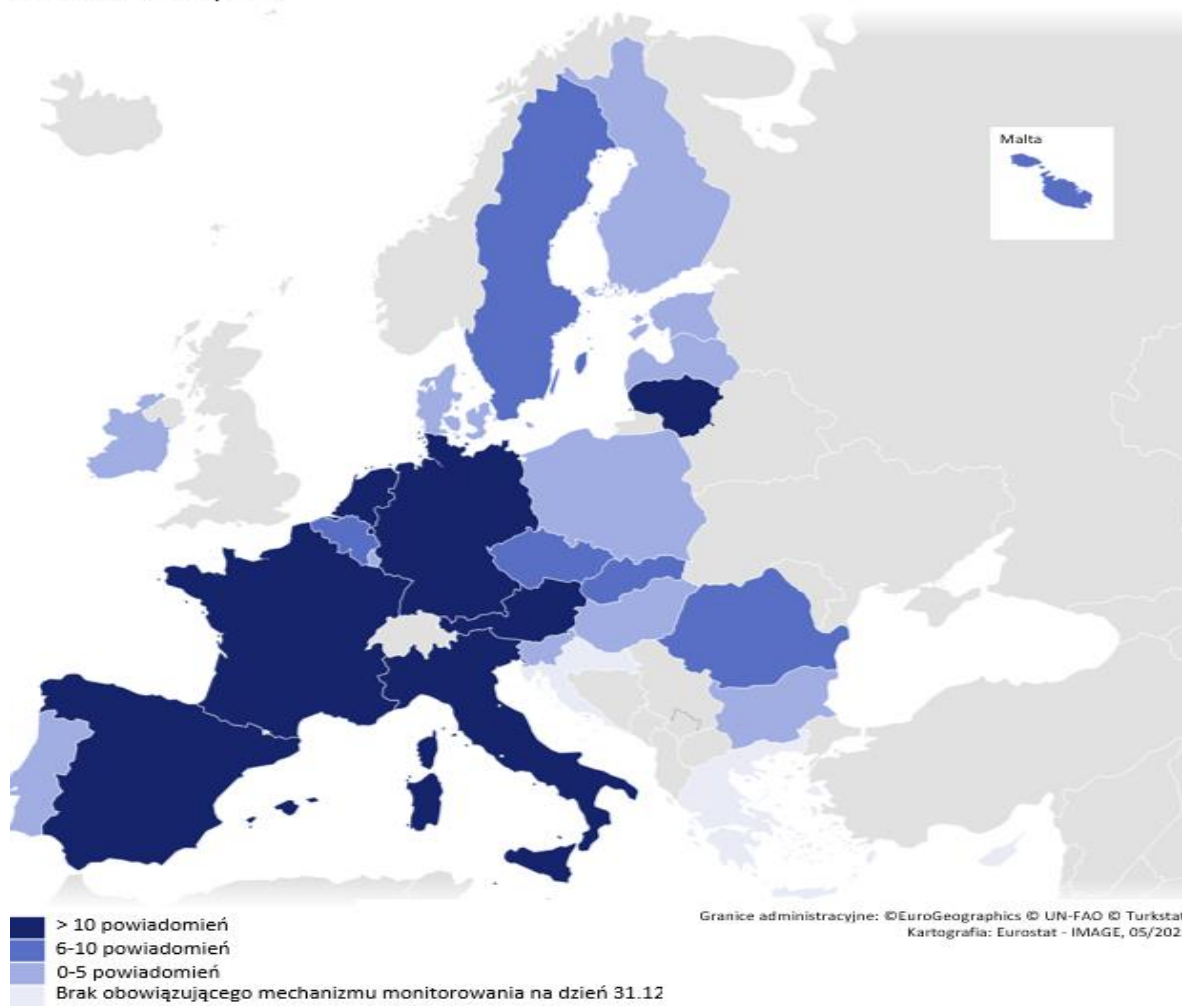 Malta
> 10 powiadomień
6-10 powiadomień
0-5 powiadomień
Brak obowiązującego mechanizmu monitorowania na dzień 31.12
Granice administracyjne: ©EuroGeographics © UN-FAO © Turkstat
Kartografia: Eurostat - IMAGE, 05/202